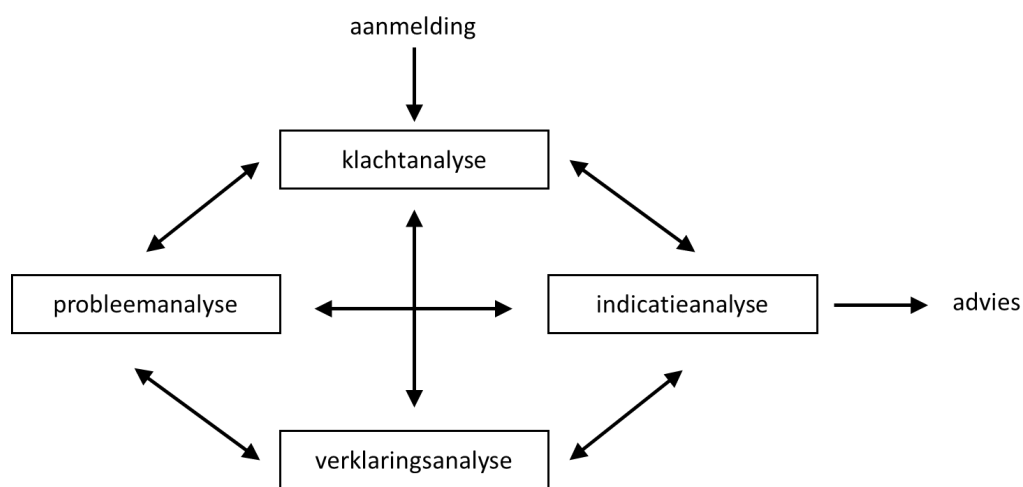 aanmelding
klachtanalyse
probleemanalyse
indicatieanalyse
advies
verklaringsanalyse